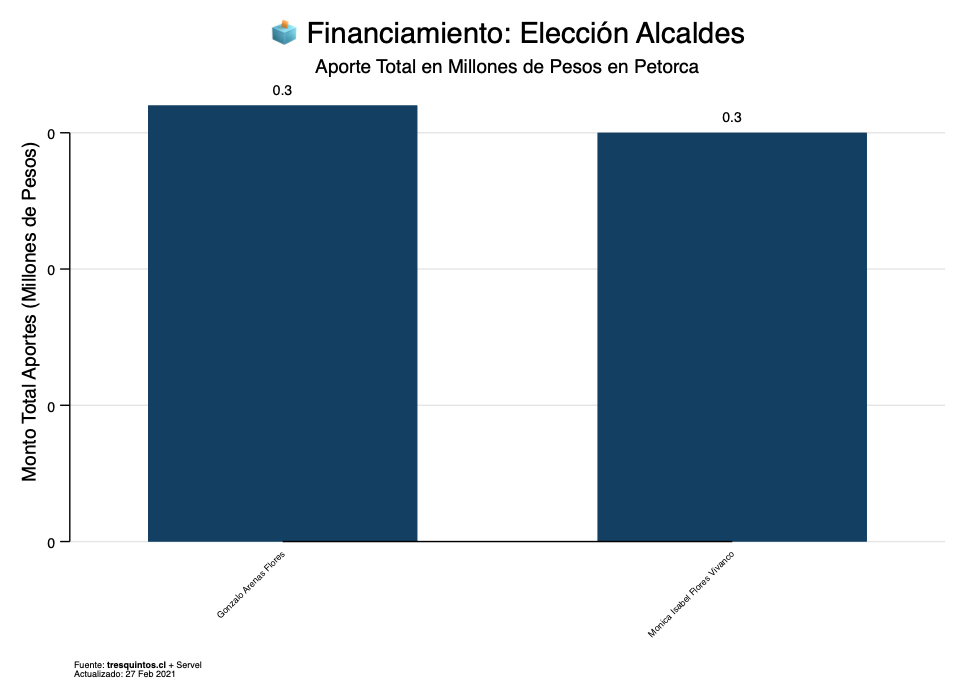 Financiamiento: Elección Alcaldes
Aporte Total en Millones de Pesos en Petorca
0.3
0.3
0
0
0
0
Monto Total Aportes (Millones de Pesos)
Gonzalo Arenas Flores
Monica Isabel Flores Vivanco
Fuente: tresquintos.cl + Servel
Actualizado: 27 Feb 2021